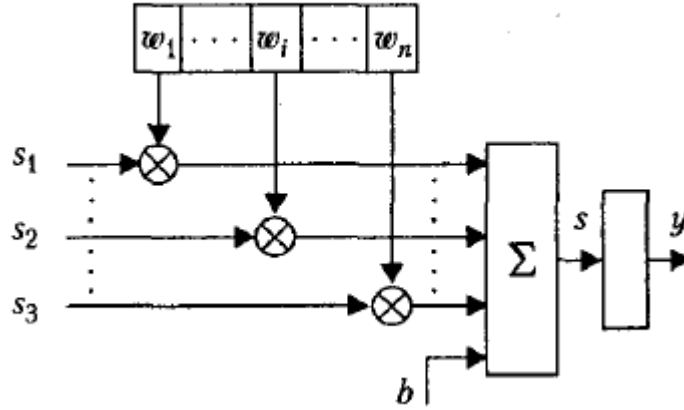 w₁ · · · wᵢ · · · wₙ
s₁
s₂
s₃
Σ
s
y
b